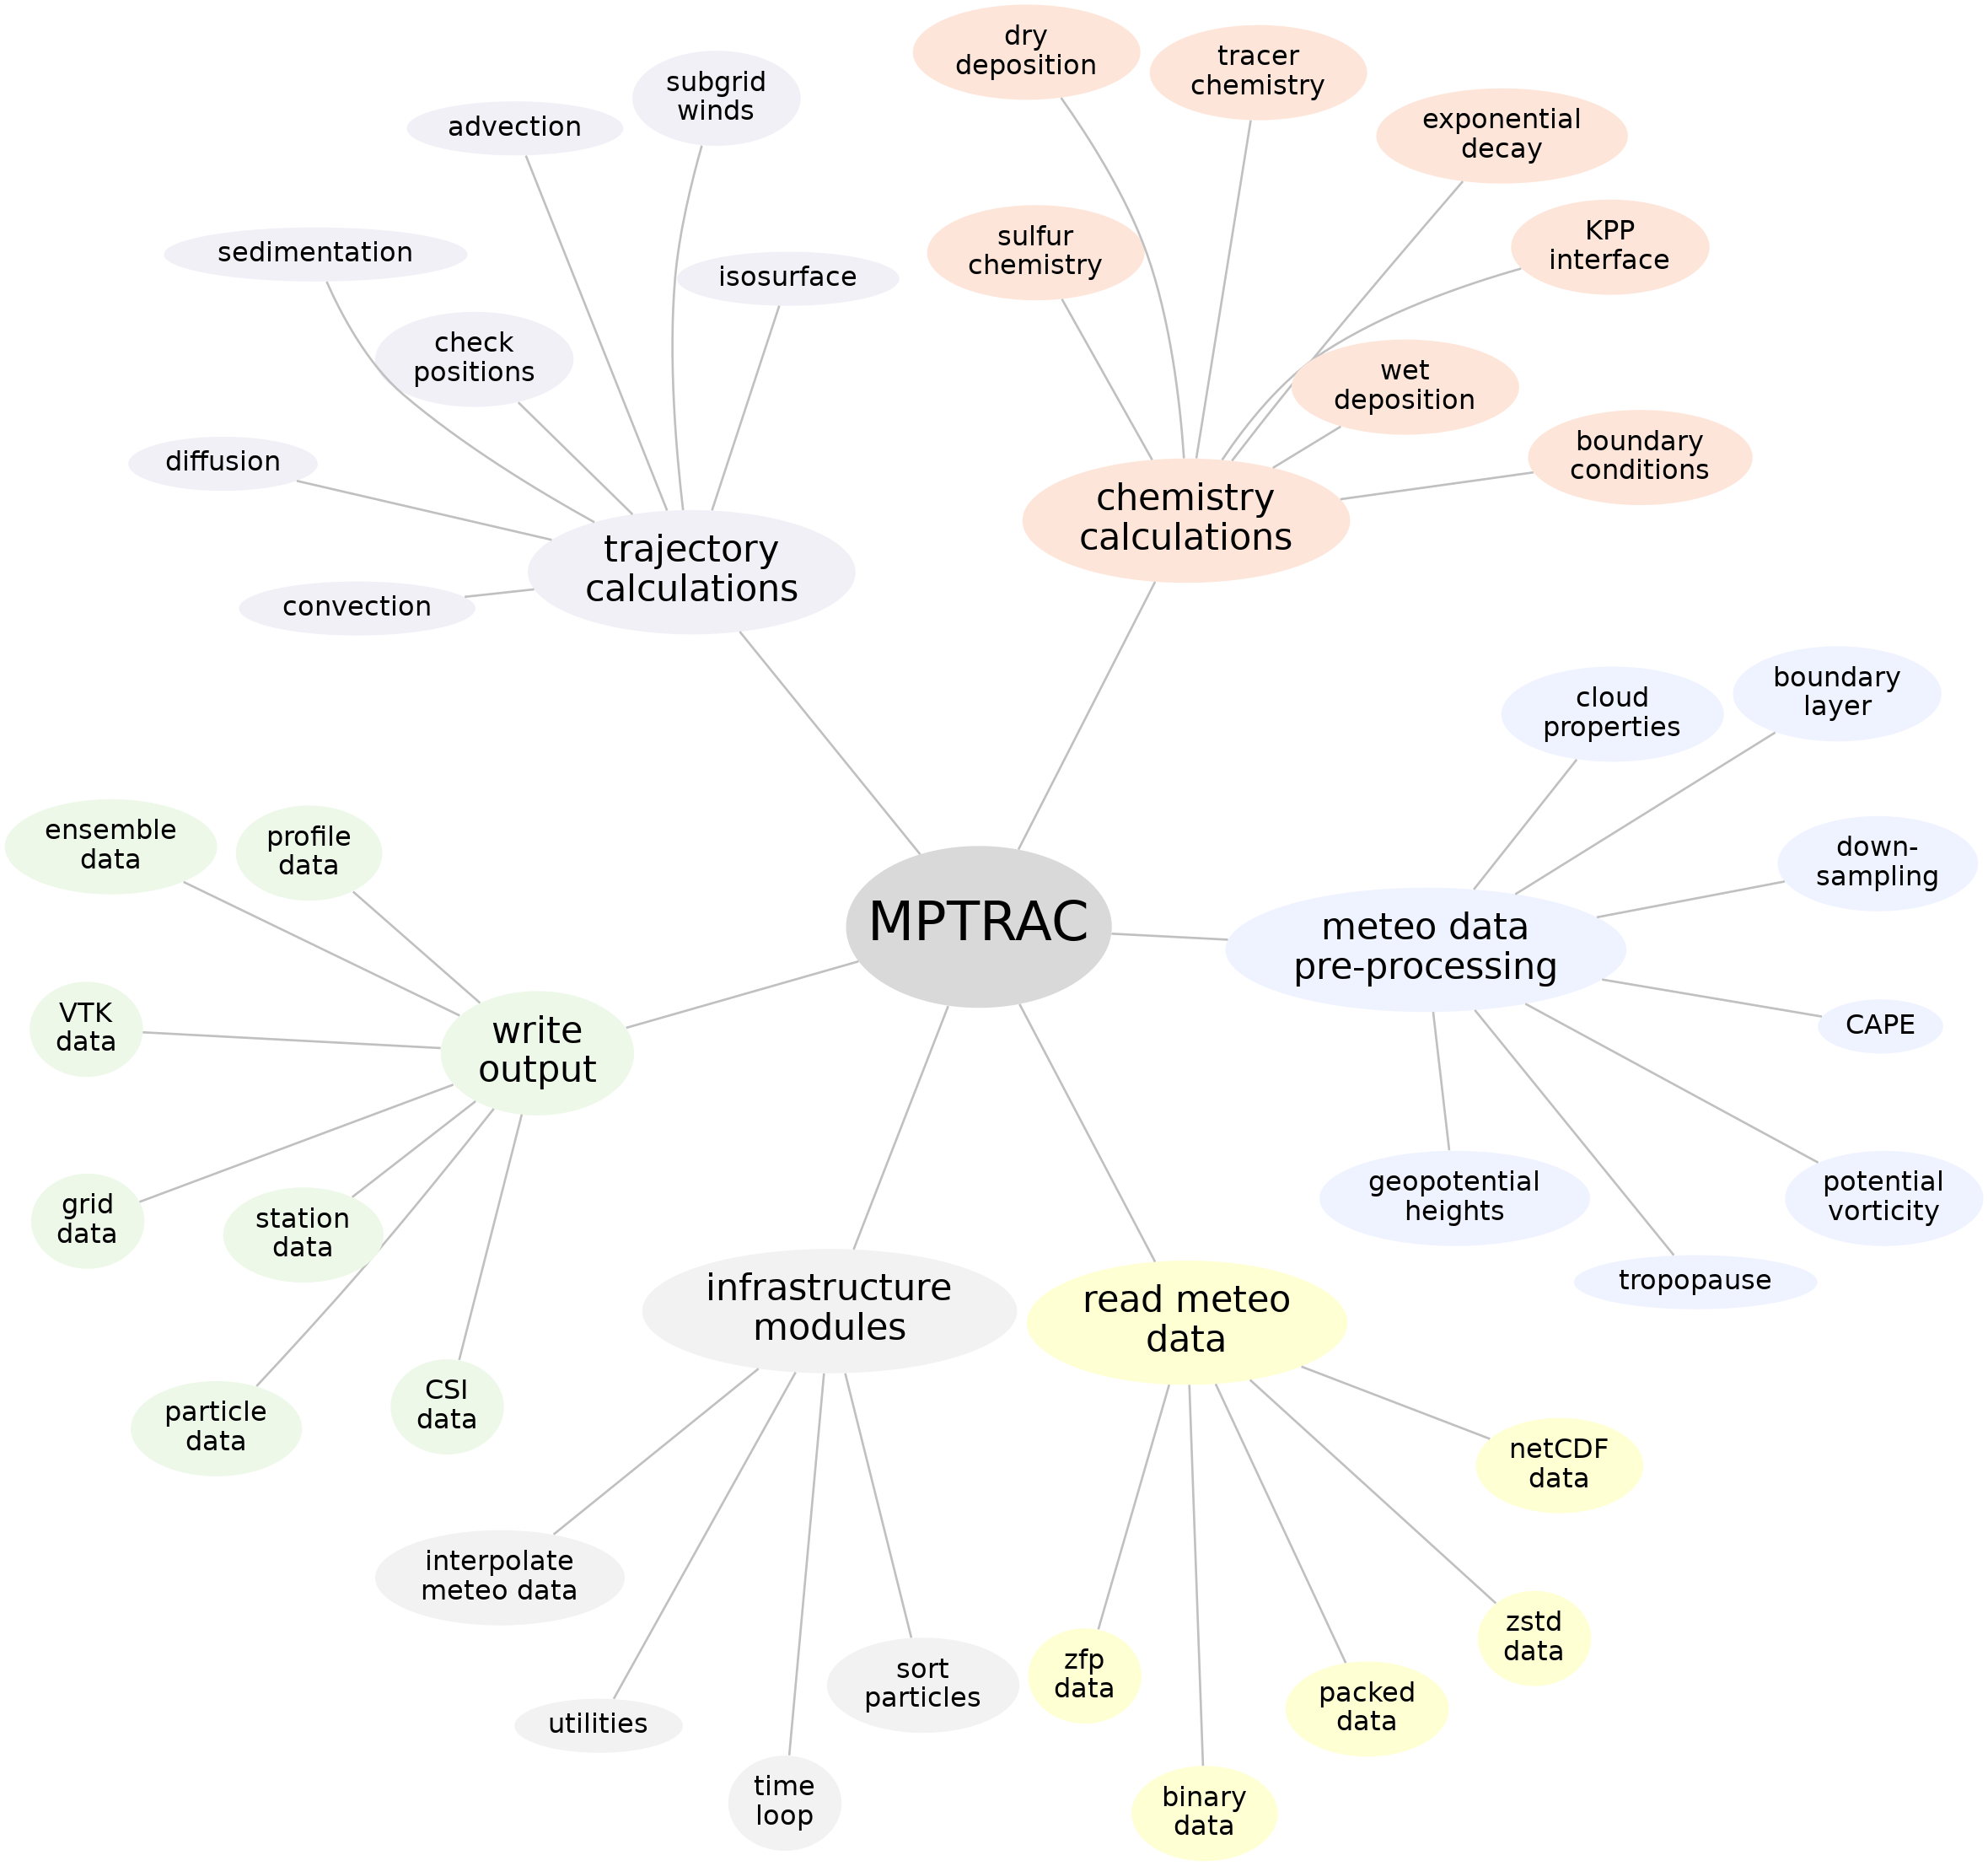 dry
deposition
tracer
chemistry
subgrid
winds
advection
exponential
decay
sulfur
chemistry
KPP
interface
sedimentation
isosurface
check
positions
wet
deposition
diffusion
boundary
conditions
chemistry
calculations
trajectory
calculations
convection
cloud
properties
boundary
layer
ensemble
data
profile
data
down-
sampling
MPTRAC
meteo data
pre-processing
VTK
data
write
output
CAPE
grid
data
station
data
geopotential
heights
potential
vorticity
tropopause
infrastructure
modules
read meteo
data
particle
data
CSI
data
netCDF
data
interpolate
meteo data
zstd
data
sort
particles
zfp
data
packed
data
utilities
time
loop
binary
data